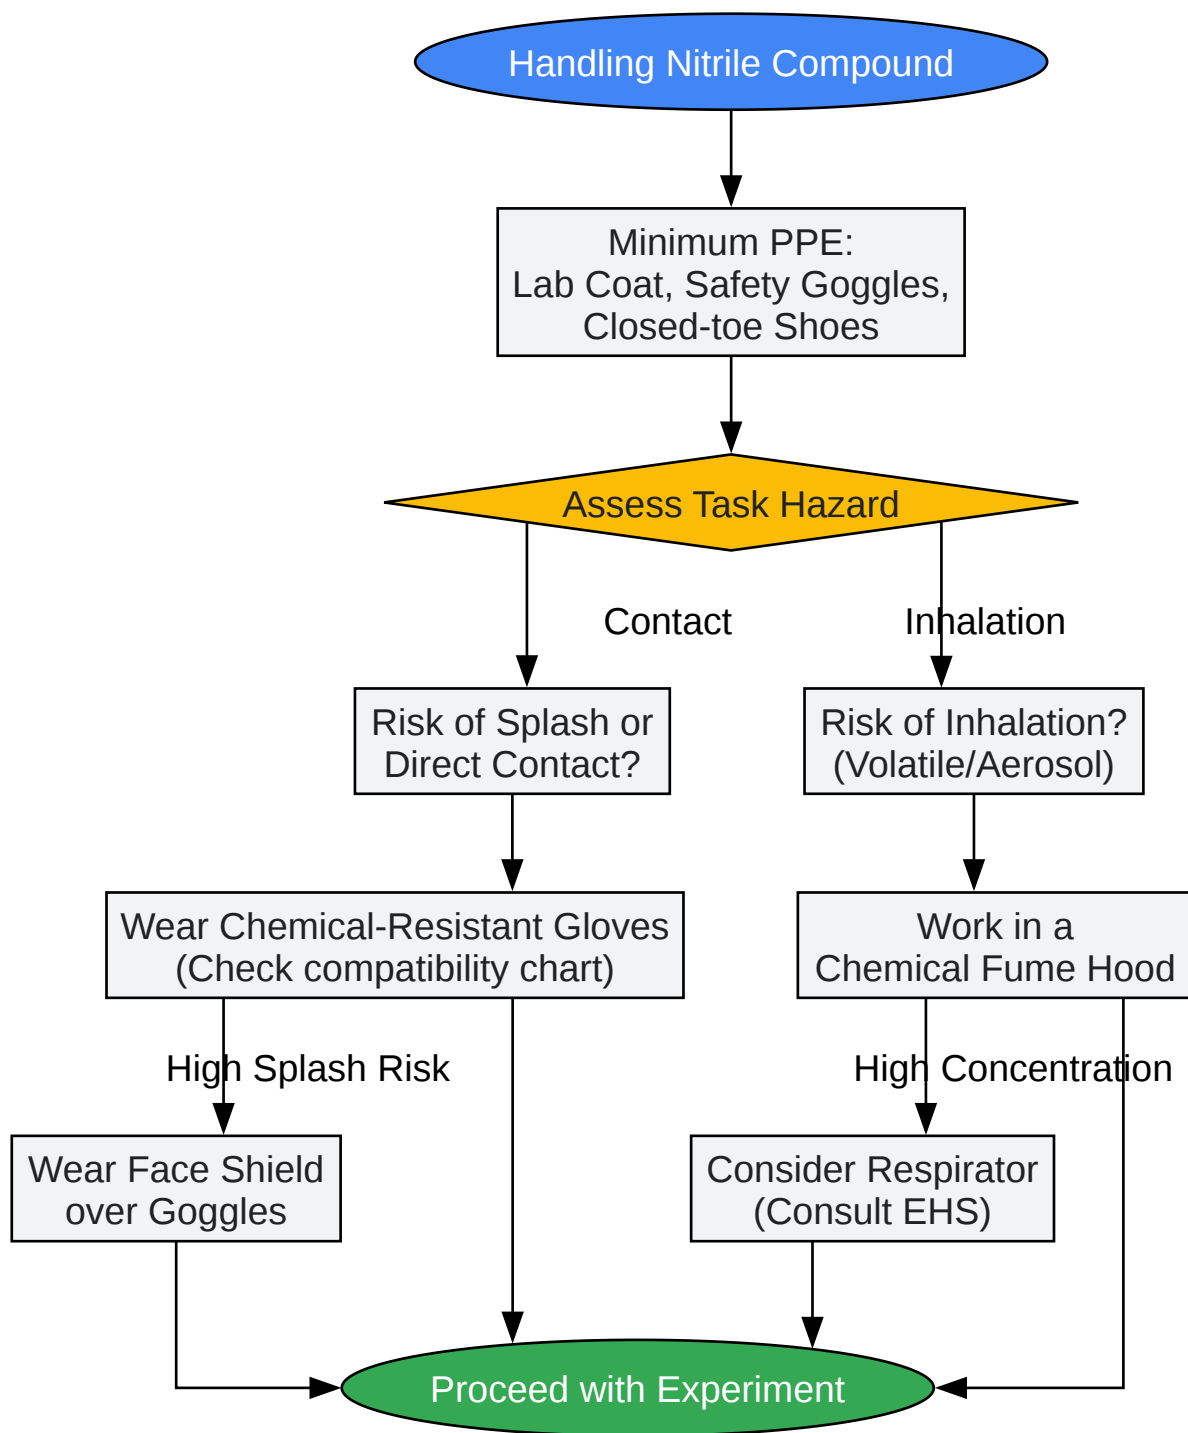 Handling Nitrile Compound
Minimum PPE:
Lab Coat, Safety Goggles,
Closed-toe Shoes
Assess Task Hazard
Contact
Inhalation
Risk of Splash or
Direct Contact?
Risk of Inhalation?
(Volatile/Aerosol)
Wear Chemical-Resistant Gloves
(Check compatibility chart)
Work in a
Chemical Fume Hood
High Splash Risk
High Concentration
Wear Face Shield
over Goggles
Consider Respirator
(Consult EHS)
Proceed with Experiment